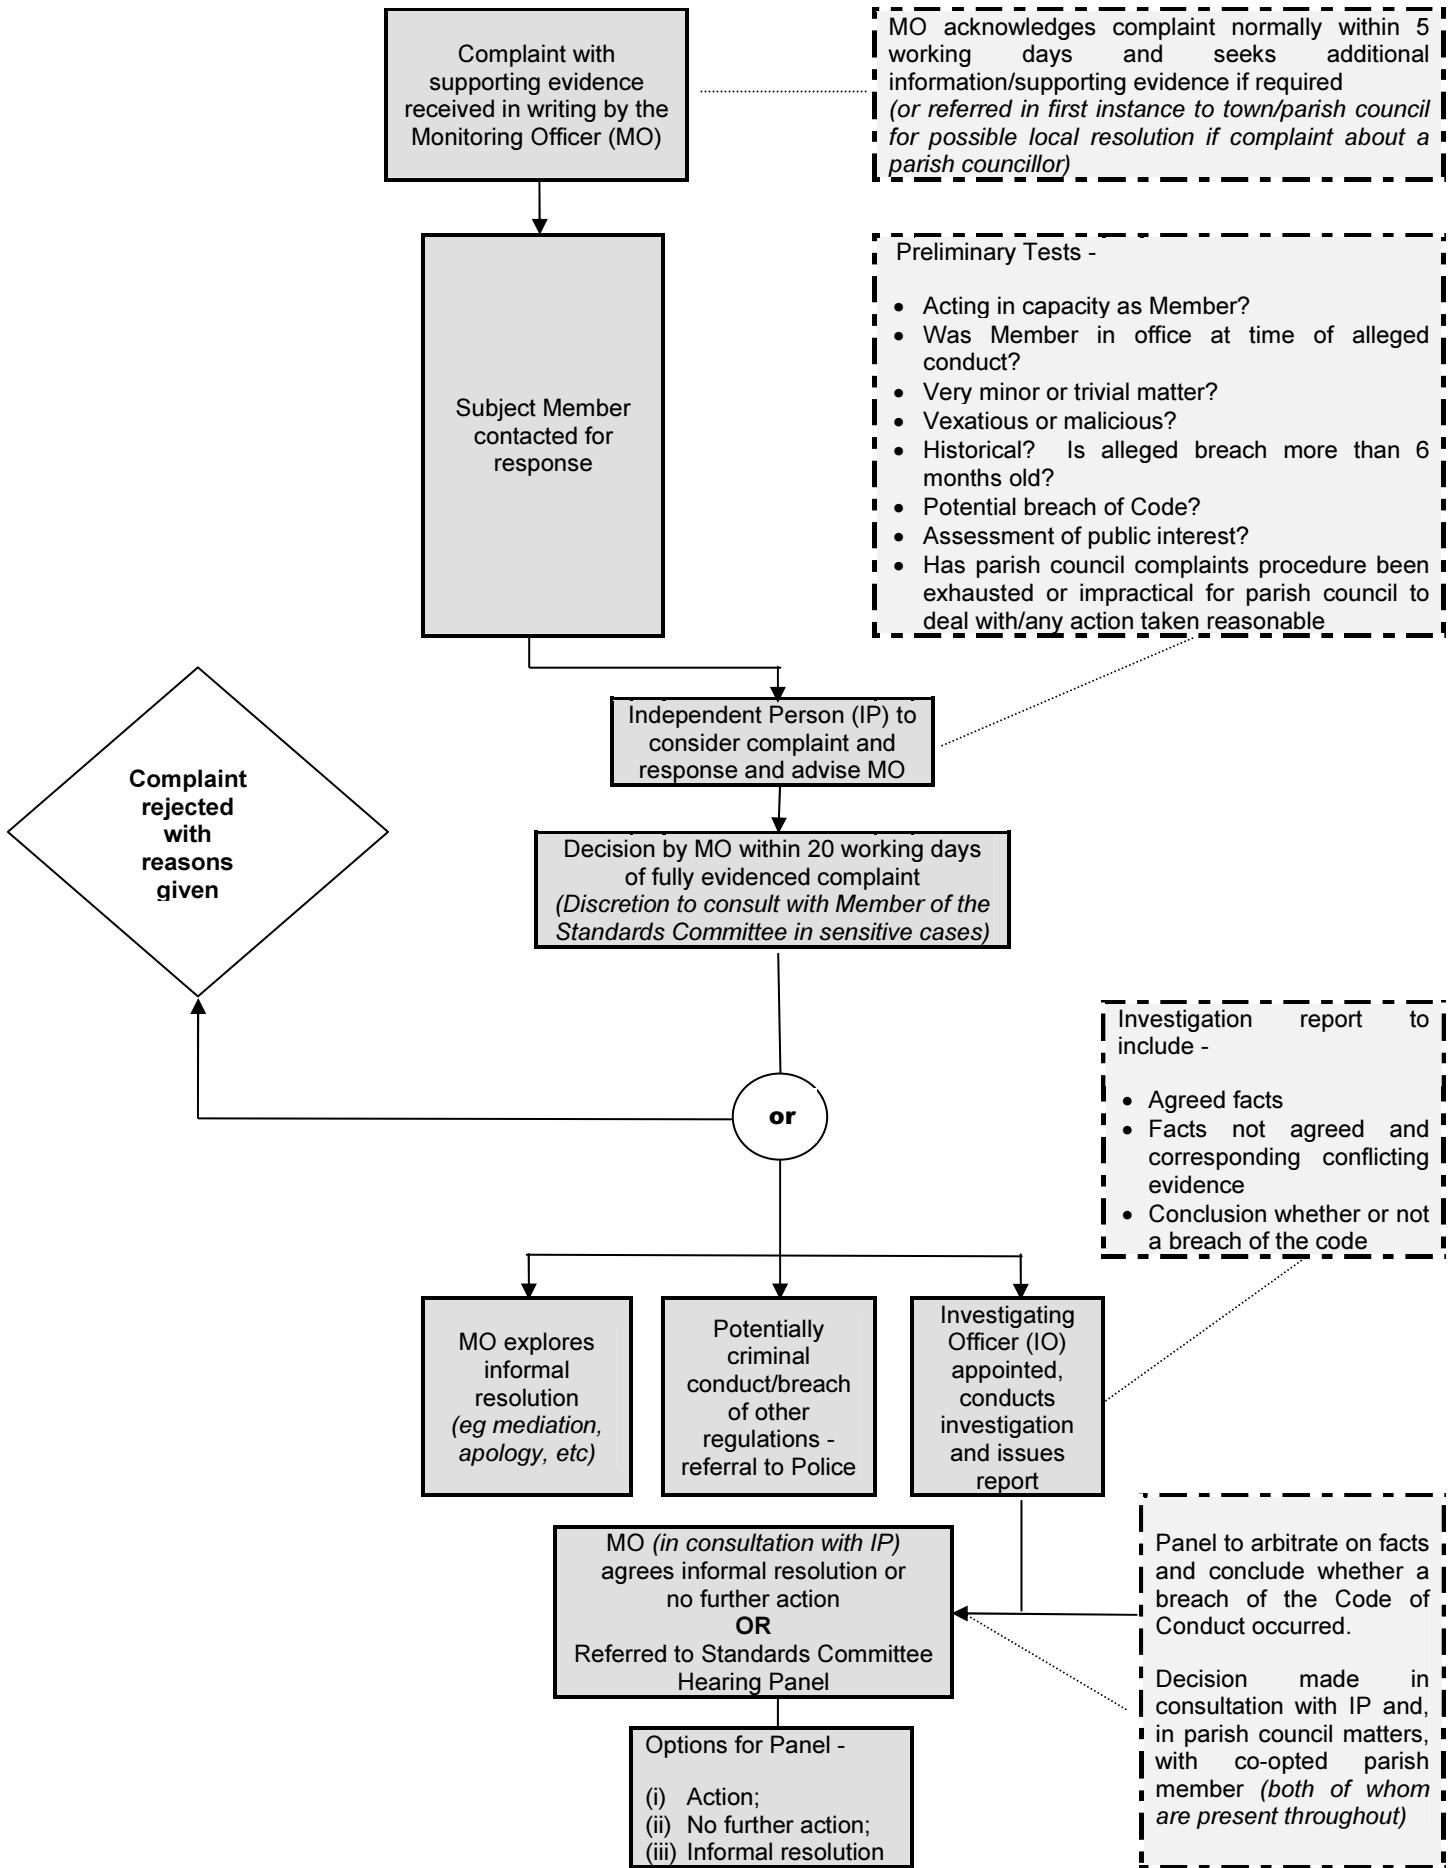 Complaint with
supporting evidence
received in writing by the
Monitoring Officer (MO)
MO acknowledges complaint normally within 5
working days and seeks additional
information/supporting evidence if required
(or referred in first instance to town/parish council
for possible local resolution if complaint about a
parish councillor)
Subject Member
contacted for
response
Preliminary Tests -
• Acting in capacity as Member?
• Was Member in office at time of alleged
conduct?
• Very minor or trivial matter?
• Vexatious or malicious?
• Historical? Is alleged breach more than 6
months old?
• Potential breach of Code?
• Assessment of public interest?
• Has parish council complaints procedure been
exhausted or impractical for parish council to
deal with/any action taken reasonable
Independent Person (IP) to
consider complaint and
response and advise MO
Complaint
rejected
with
reasons
given
Decision by MO within 20 working days
of fully evidenced complaint
(Discretion to consult with Member of the
Standards Committee in sensitive cases)
or
Investigation report to
include -
• Agreed facts
• Facts not agreed and
corresponding conflicting
evidence
• Conclusion whether or not
a breach of the code
MO explores
informal
resolution
(eg mediation,
apology, etc)
Potentially
criminal
conduct/breach
of other
regulations -
referral to Police
Investigating
Officer (IO)
appointed,
conducts
investigation
and issues
report
MO (in consultation with IP)
agrees informal resolution or
no further action
OR
Referred to Standards Committee
Hearing Panel
Panel to arbitrate on facts
and conclude whether a
breach of the Code of
Conduct occurred.
Decision made in
consultation with IP and,
in parish council matters,
with co-opted parish
member (both of whom
are present throughout)
Options for Panel -
(i) Action;
(ii) No further action;
(iii) Informal resolution